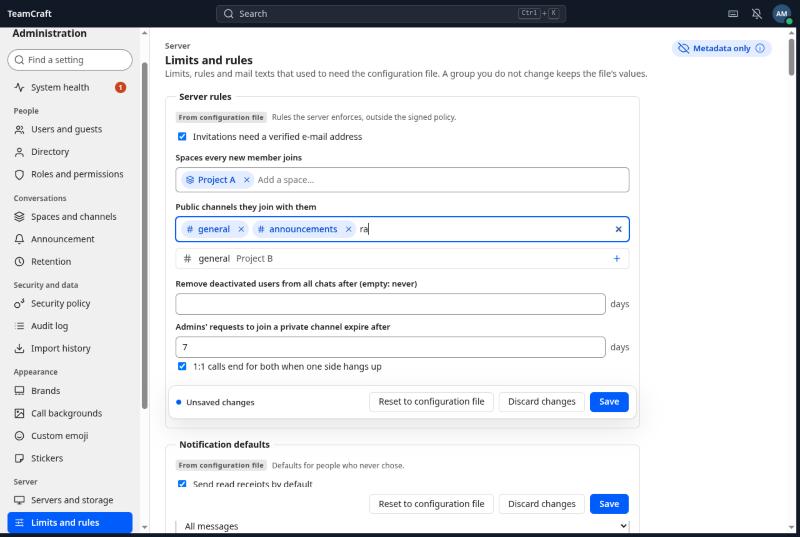 TeamCraft
Search
Ctrl + K
AM
Administration
Find a setting
System health
1
People
Users and guests
Directory
Roles and permissions
Conversations
Spaces and channels
Announcement
Retention
Security and data
Security policy
Audit log
Import history
Appearance
Brands
Call backgrounds
Custom emoji
Stickers
Server
Servers and storage
Limits and rules
Server
Limits and rules
Metadata only
Limits, rules and mail texts that used to need the configuration file. A group you do not change keeps the file's values.
Server rules
From configuration file Rules the server enforces, outside the signed policy.
Invitations need a verified e-mail address
Spaces every new member joins
Project A × Add a space...
Public channels they join with them
# general × # announcements × ra ×
# general Project B +
Remove deactivated users from all chats after (empty: never)
days
Admins' requests to join a private channel expire after
7 days
1:1 calls end for both when one side hangs up
Unsaved changes Reset to configuration file Discard changes Save
Notification defaults
From configuration file Defaults for people who never chose.
Send read receipts by default
Reset to configuration file Discard changes Save
All messages